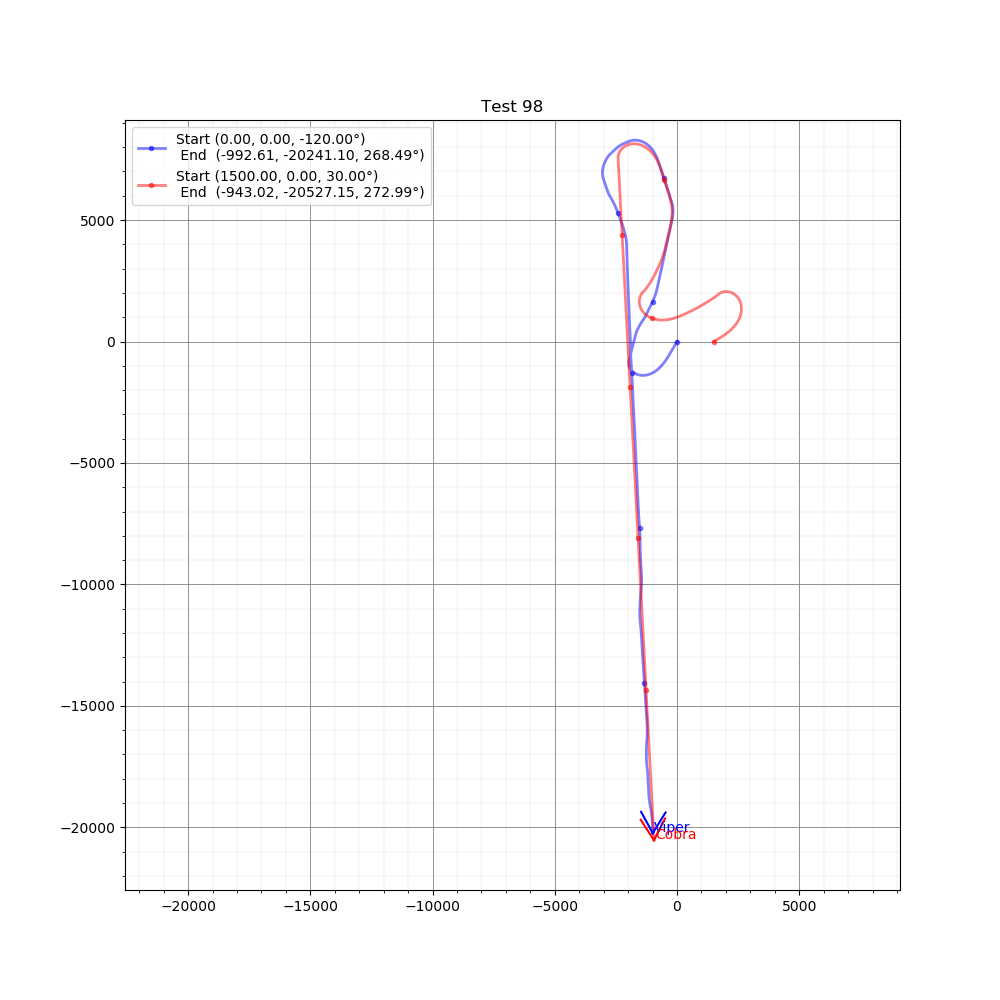 Test 98
Start (0.00, 0.00, -120.00°)
End (-992.61, -20241.10, 268.49°)
Start (1500.00, 0.00, 30.00°)
End (-943.02, -20527.15, 272.99°)
5000
0
−5000
−10000
−15000
−20000
Viper
Cobra
−20000 −15000 −10000 −5000 0 5000